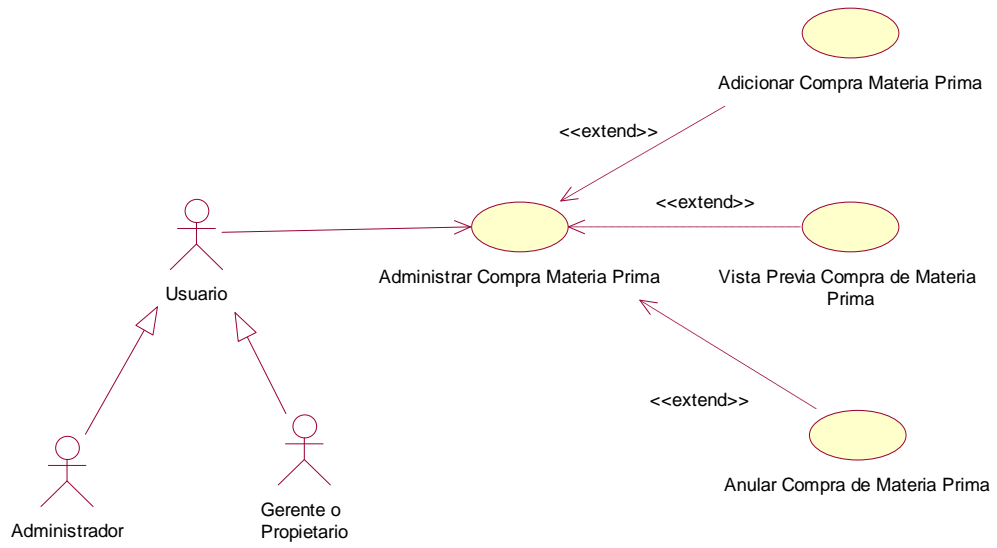 Adicionar Compra Materia Prima
<<extend>>
<<extend>>
Administrar Compra Materia Prima
Vista Previa Compra de Materia
Prima
Usuario
<<extend>>
Anular Compra de Materia Prima
Gerente o
Propietario
Administrador